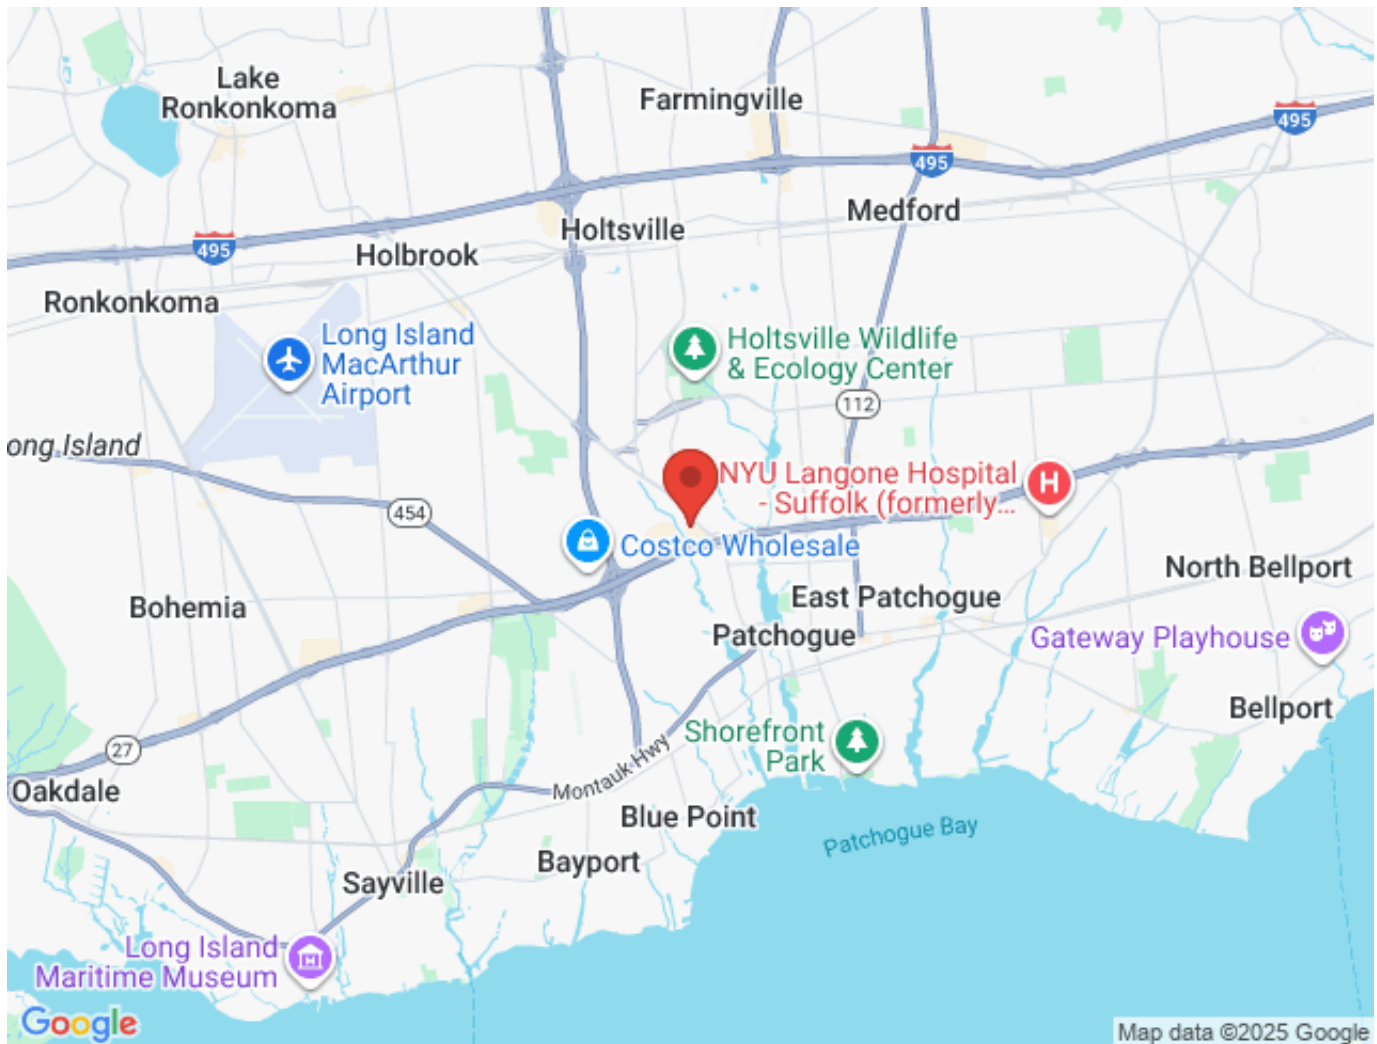 Lake
Ronkonkoma
Farmingville
495
495
Medford
Holtsville
Holbrook
495
Ronkonkoma
Long Island
MacArthur
Airport
Holtsville Wildlife
& Ecology Center
112
ong Island
NYU Langone Hospital
- Suffolk (formerly...
H
454
Costco Wholesale
North Bellport
Bohemia
East Patchogue
Patchogue
Gateway Playhouse
Bellport
Shorefront
Park
27
Montauk Hwy
Oakdale
Blue Point
Patchogue Bay
Bayport
Sayville
Long Island
Maritime Museum
Google
Map data ©2025 Google